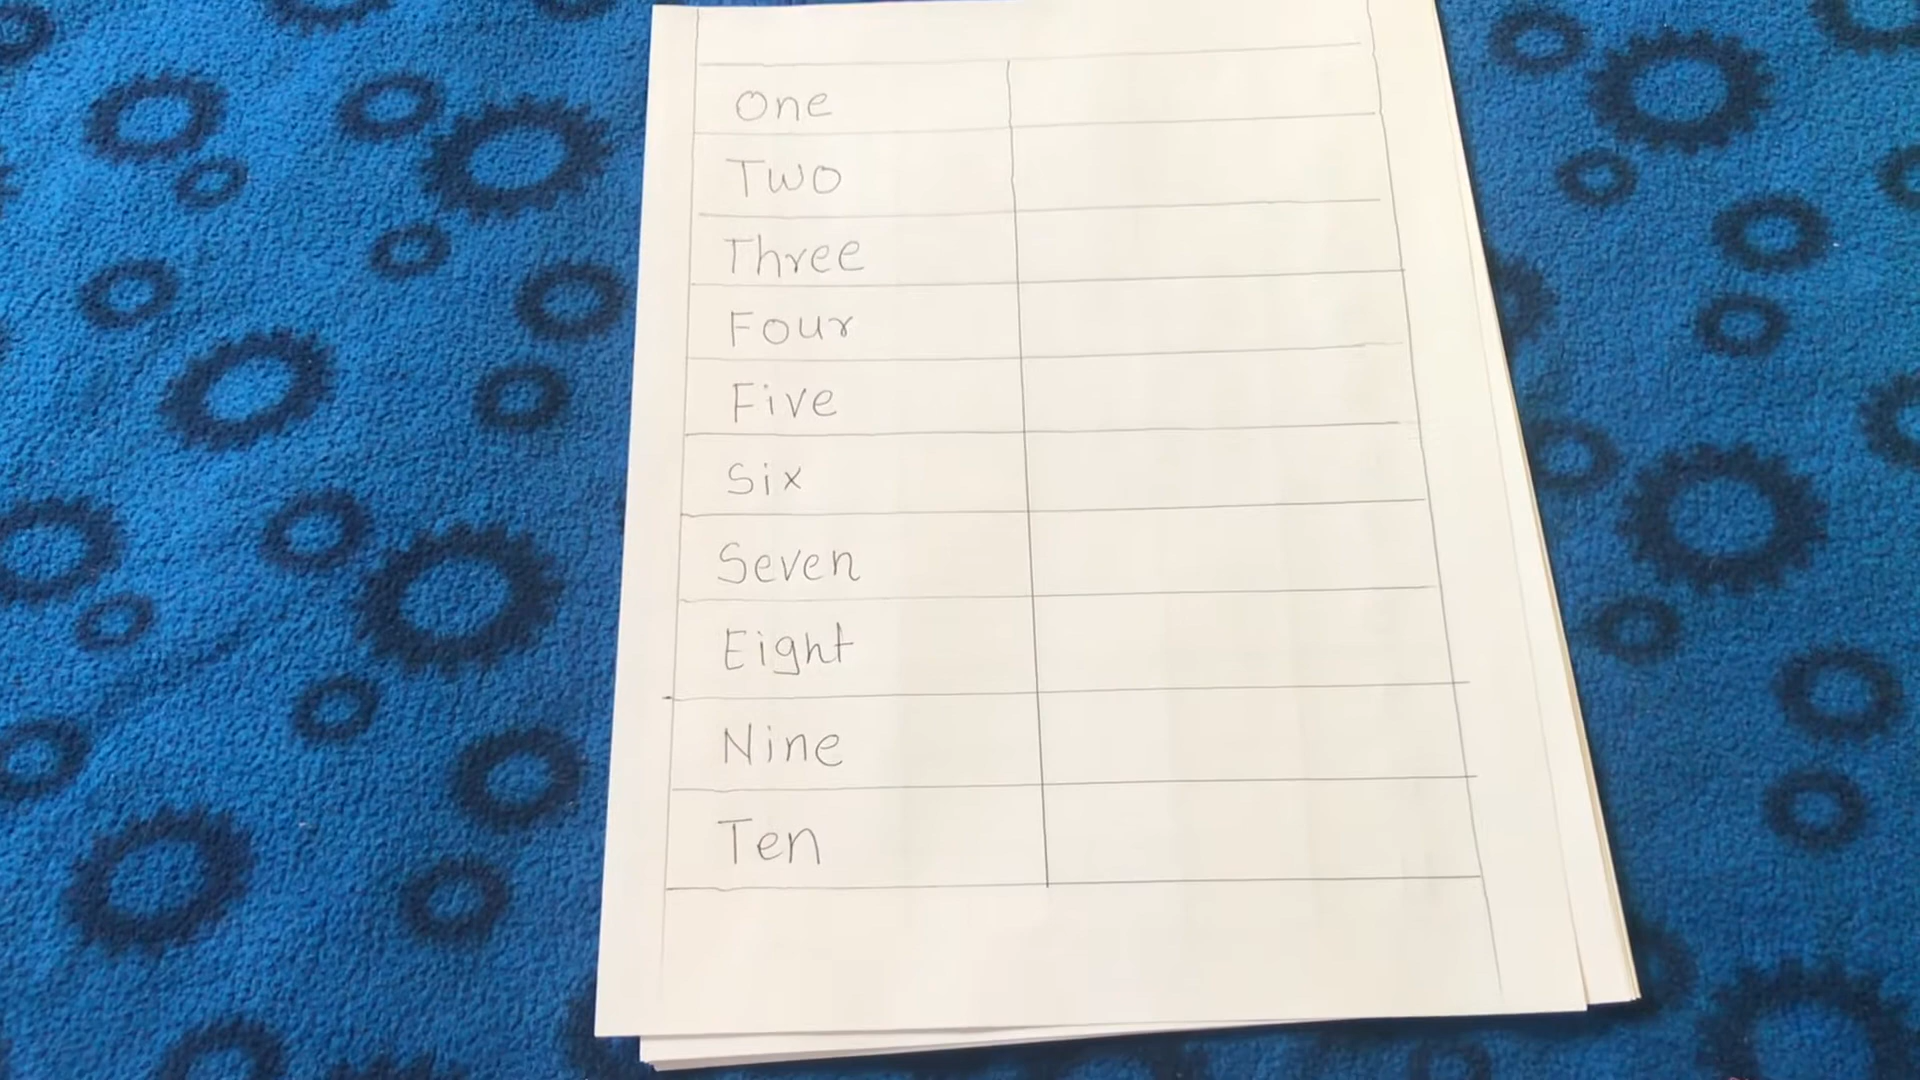 One
Two
Three
Four
Five
Six
Seven
Eight
Nine
Ten